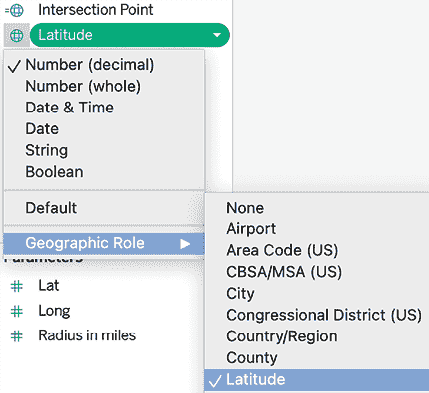 Intersection Point
Latitude
Number (decimal)
Number (whole)
Date & Time
Date
String
Boolean
Default
Geographic Role
None
Airport
Area Code (US)
CBSA/MSA (US)
City
Congressional District (US)
Country/Region
County
Latitude
Parameters
Lat
Long
Radius in miles